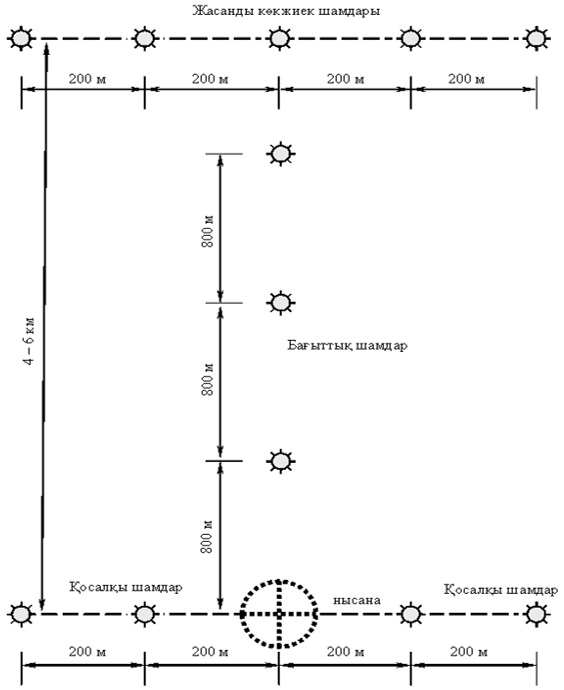 Жасанды көкжиек шамдары
200 м 200 м 200 м 200 м
800 м
4 – 6 км
Бағыттық шамдар
800 м
800 м
Қосалқы шамдар
нысана
Қосалқы шамдар
200 м 200 м 200 м 200 м